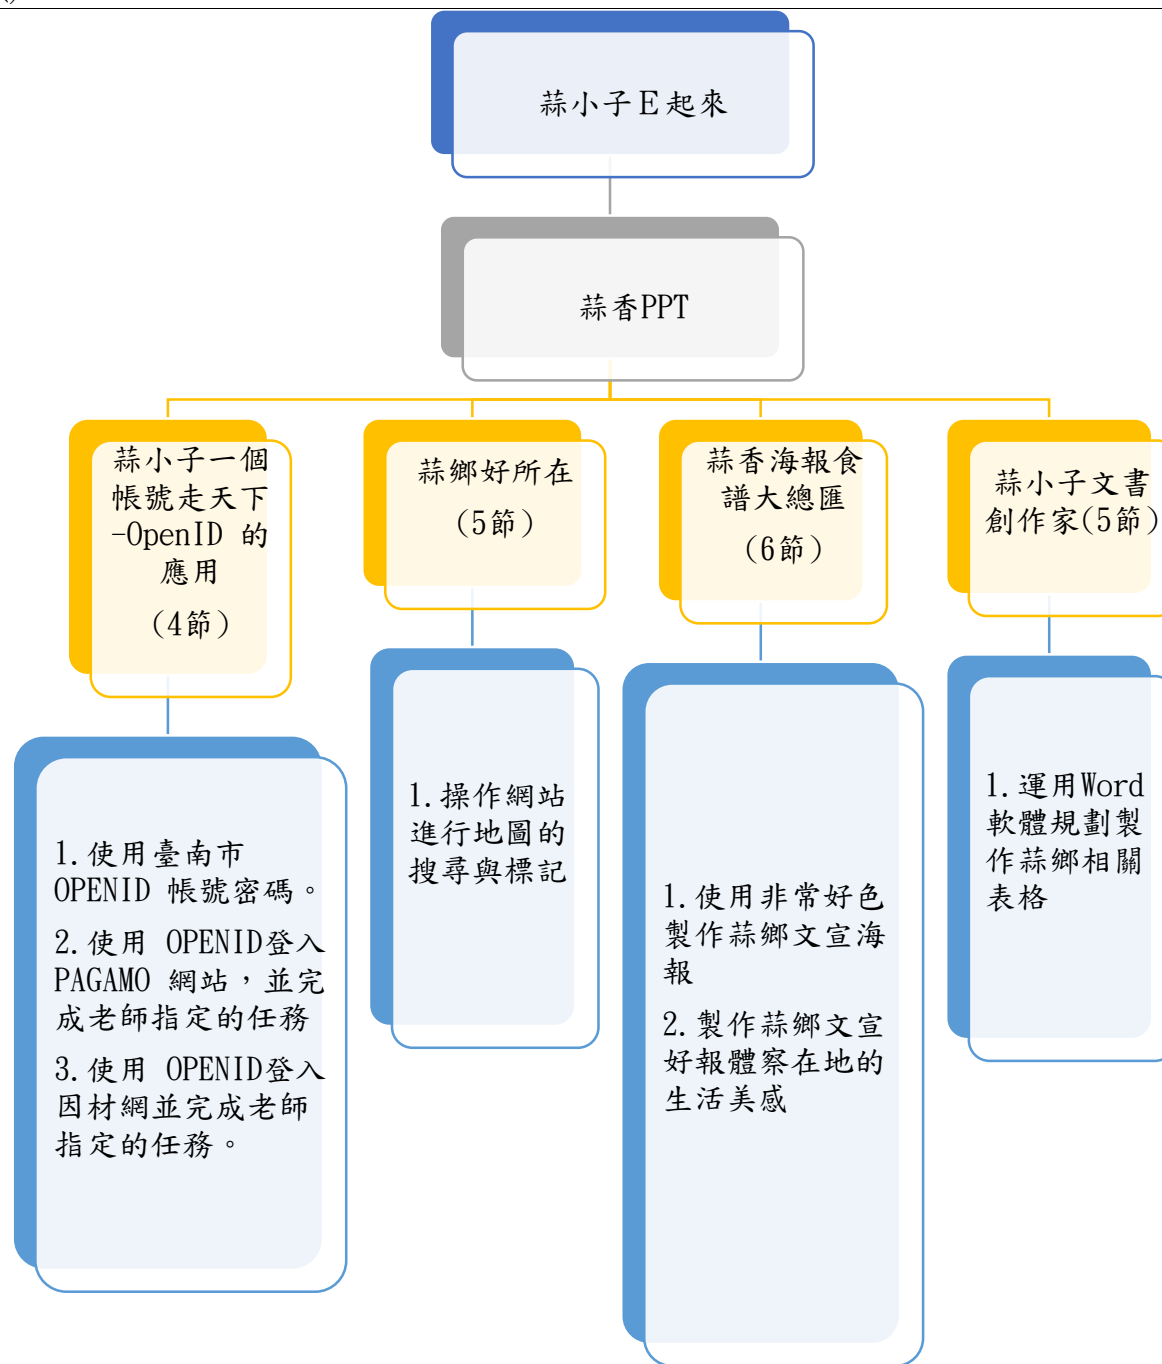 蒜小子E起來
蒜香PPT
蒜小子一個
帳號走天下
-OpenID 的
應用
(4節)
蒜鄉好所在
(5節)
蒜香海報食
譜大總匯
(6節)
蒜小子文書
創作家(5節)
1.使用臺南市
OPENID 帳號密碼。
2.使用 OPENID登入
PAGAMO 網站，並完
成老師指定的任務
3.使用 OPENID登入
因材網並完成老師
指定的任務。
1.操作網站
進行地圖的
搜尋與標記
1.使用非常好色
製作蒜鄉文宣海
報
2.製作蒜鄉文宣
好報體察在地的
生活美感
1.運用Word
軟體規劃製
作蒜鄉相關
表格